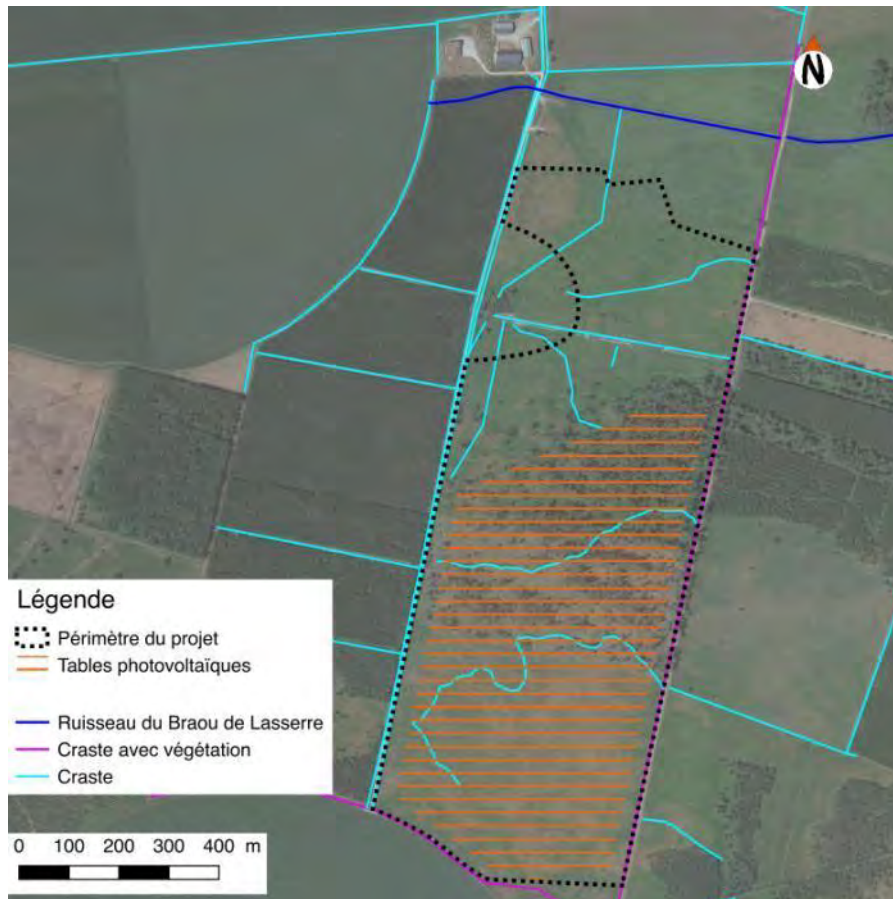 N
Légende
Périmètre du projet
Tables photovoltaïques
Ruisseau du Braou de Lasserre
Craste avec végétation
Craste
0 100 200 300 400 m